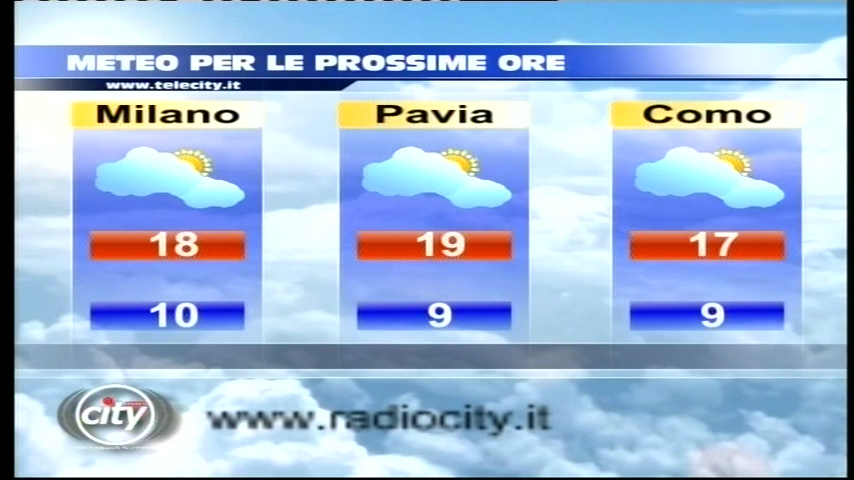 METEO PER LE PROSSIME ORE
www.telecity.it
Milano Pavia Como
18 19 17
10 9 9
city
www.radiocity.it